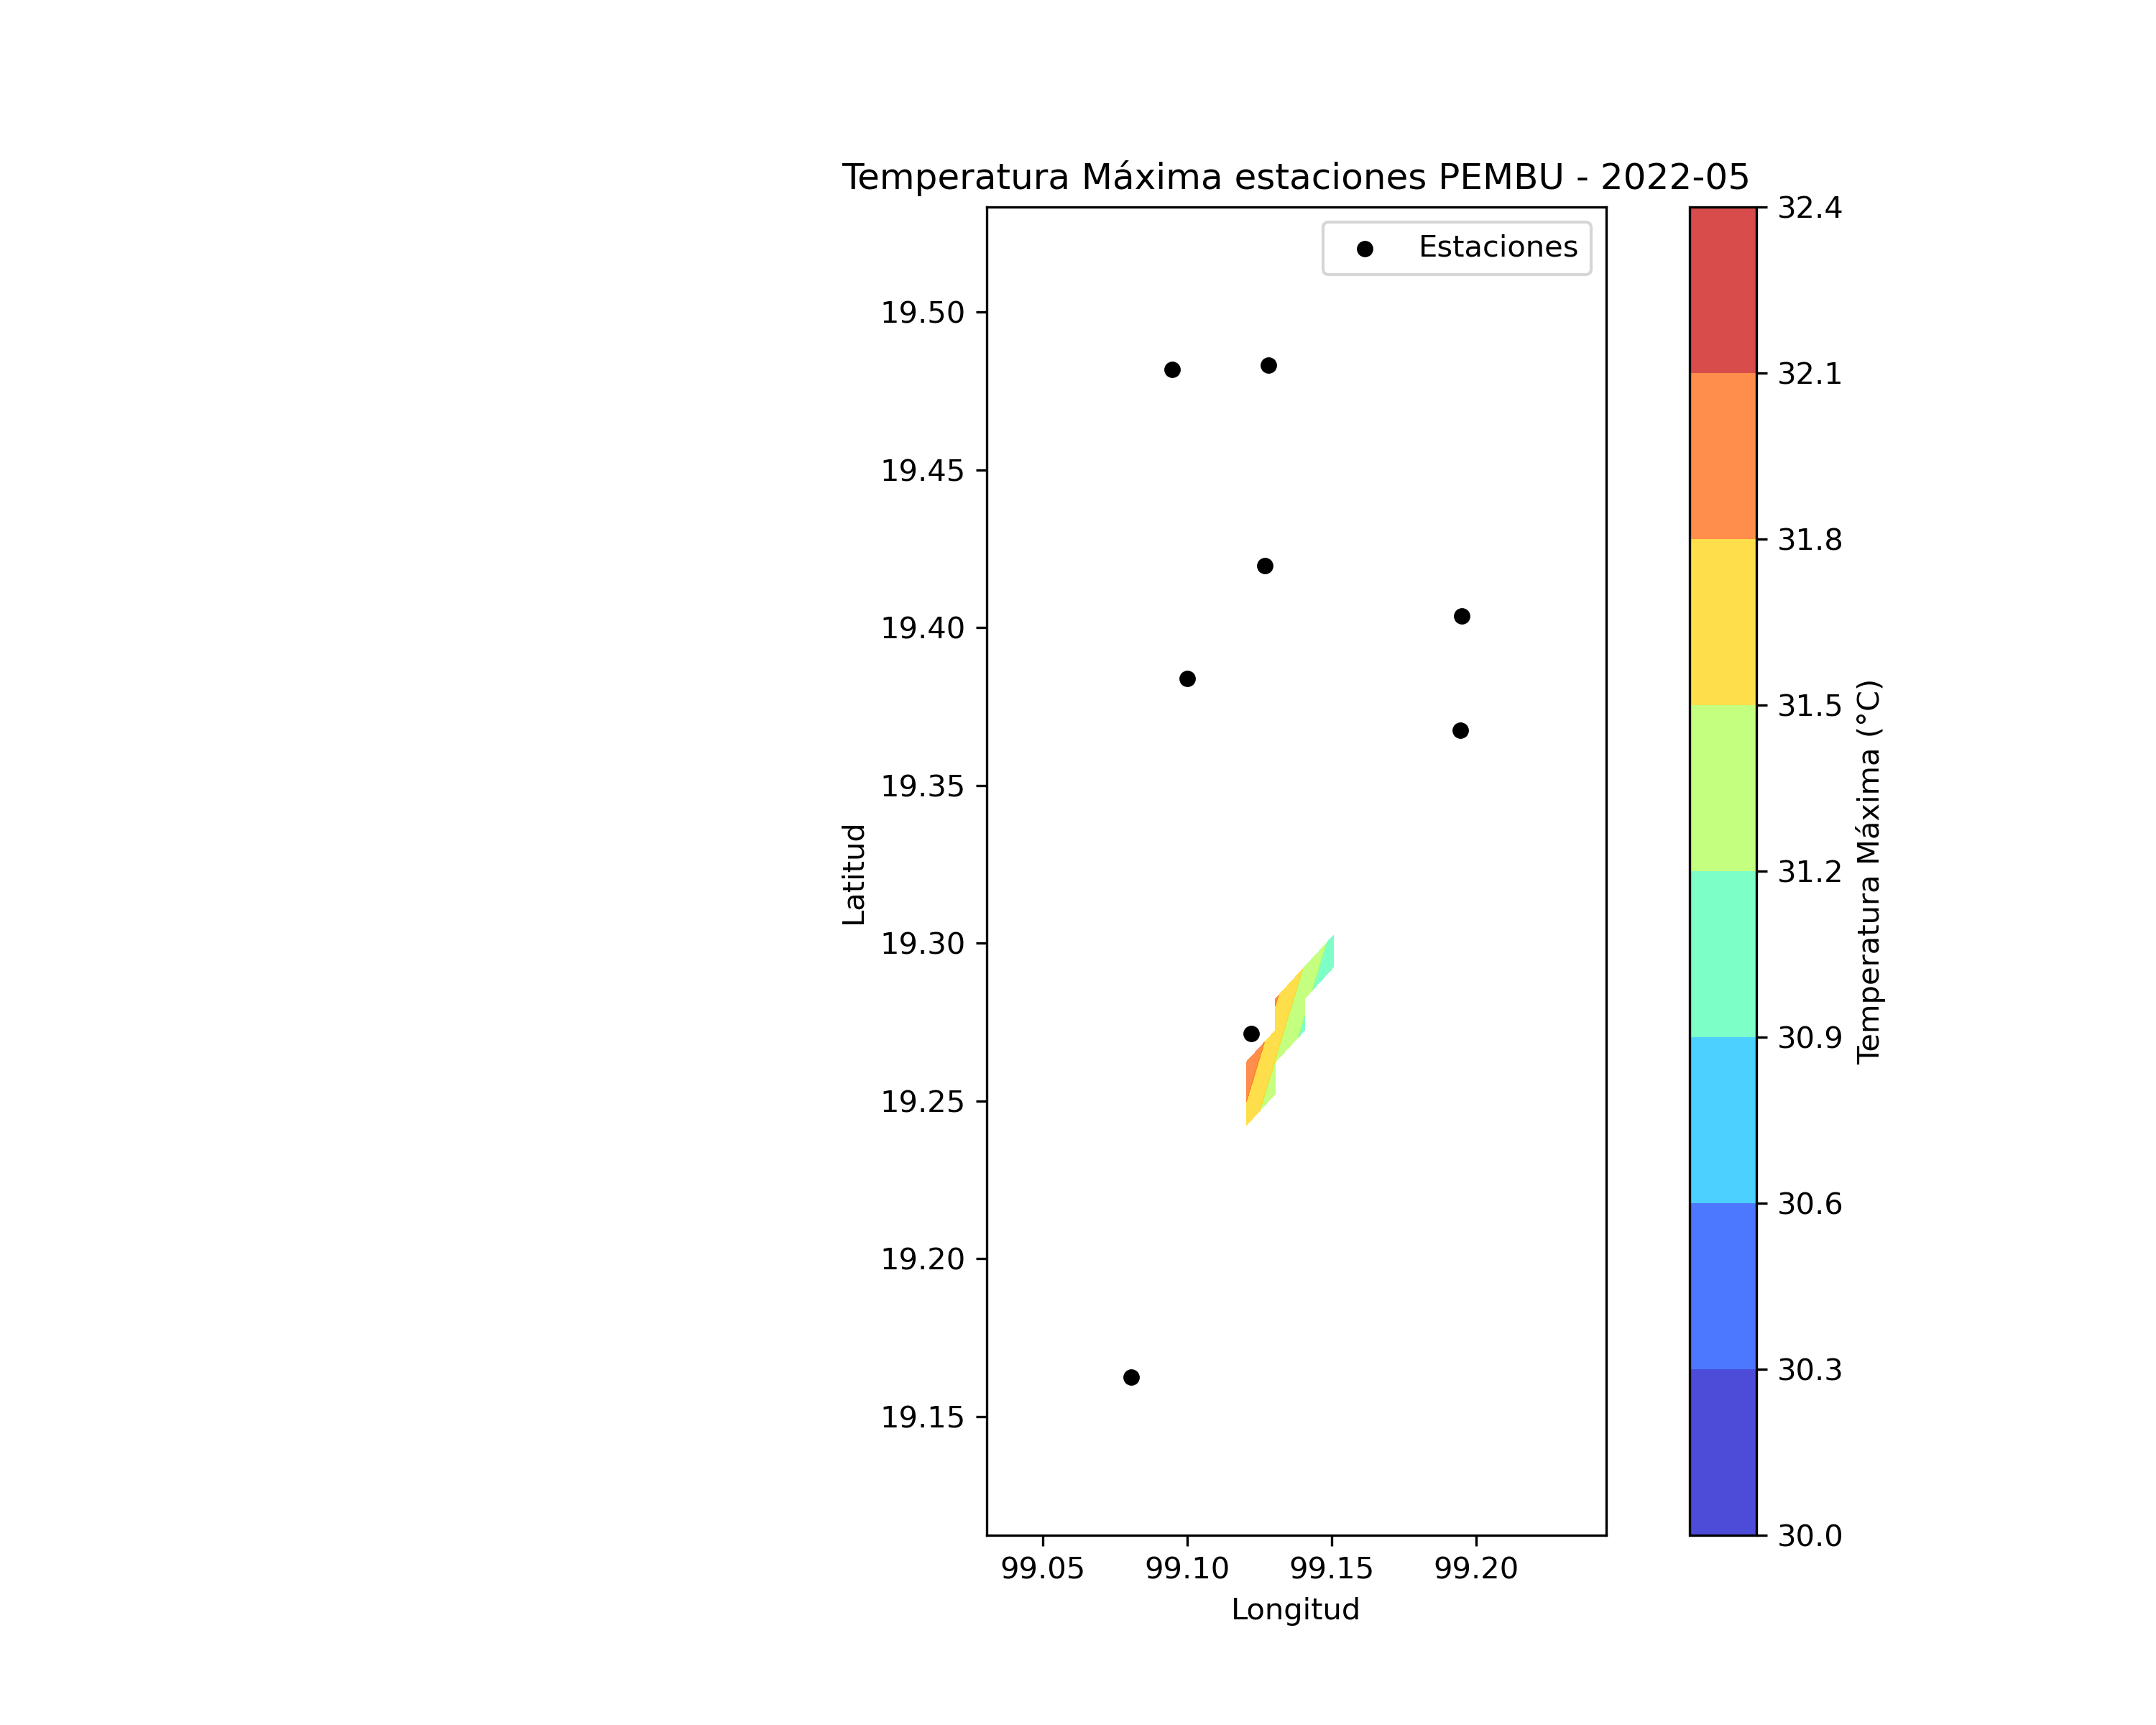 Temperatura Máxima estaciones PEMBU - 2022-05
Estaciones
19.50
19.45
19.40
19.35
19.30
19.25
19.20
19.15
Latitud
99.05 99.10 99.15 99.20
Longitud
32.4
32.1
31.8
31.5
31.2
30.9
30.6
30.3
30.0
Temperatura Máxima (°C)